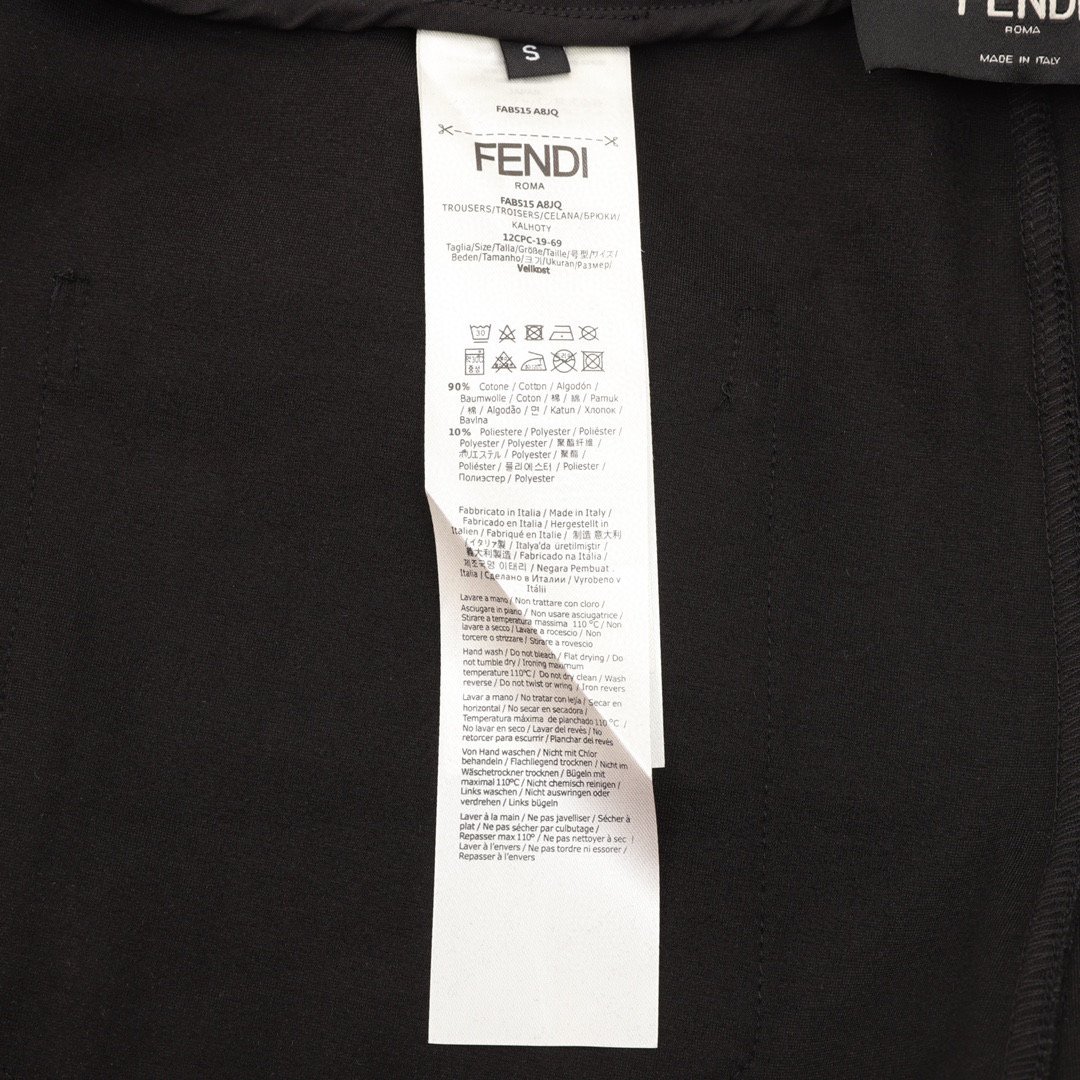 S
FENDI
ROMA
MADE IN ITALY
FAB515 A8JQ
FENDI
ROMA
FAB515 A8JQ
TROUSERS/TROISERS/CELANA/БРЮКИ/
KALHOTY
12CPC-19-69
Taglia/Size/Talla/Größe/Taille/号型/サイズ/
Beden/Tamanho/크기/Ukuran/Размер/
Velikost
30
90% Cotone / Cotton / Algodón /
Baumwolle / Coton / 棉 / 綿 / Pamuk
/ 棉 / Algodão / 면 / Katun / Хлопок /
Bavlna
10% Poliestere / Polyester / Poliéster /
Polyester / Polyester / 聚酯纤维 /
ポリエステル / Polyester / 聚酯 /
Poliéster / 폴리에스터 / Poliester /
Полиэстер / Polyester
Fabbricato in Italia / Made in Italy /
Fabricado en Italia / Hergestellt in
Italien / Fabriqué en Italie / 制造 意大利
/ イタリア製 / Italya'da üretilmiştir /
義大利製造 / Fabricado na Itália /
제조국명 이태리 / Negara Pembuat .
Italia | Сделано в Италии / Vyrobeno v
Itálii
Lavare a mano / Non trattare con cloro /
Asciugare in piano / Non usare asciugatrice /
Stirare a temperatura massima 110 °C / Non
lavare a secco / Lavare a rocescio / Non
torcere o strizzare / Stirare a rovescio
Hand wash / Do not bleach / Flat drying / Do
not tumble dry / Ironing maximum
temperature 110°C / Do not dry clean / Wash
reverse / Do not twist or wring / Iron revers
Lavar a mano / No tratar con lejía / Secar en
horizontal / No secar en secadora /
Temperatura máxima de planchado 110 °C /
No lavar en seco / Lavar del revés / No
retorcer para escurrir / Planchar del revés
Von Hand waschen / Nicht mit Chlor
behandeln / Flachliegend trocknen / Nicht im
Wäschetrockner trocknen / Bügeln mit
maximal 110°C / Nicht chemisch reinigen /
Links waschen / Nicht auswringen oder
verdrehen / Links bügeln
Laver à la main / Ne pas javelliser / Sécher à
plat / Ne pas sécher par culbutage /
Repasser max 110° / Ne pas nettoyer à sec /
Laver à l'envers / Ne pas tordre ni essorer /
Repasser à l'envers